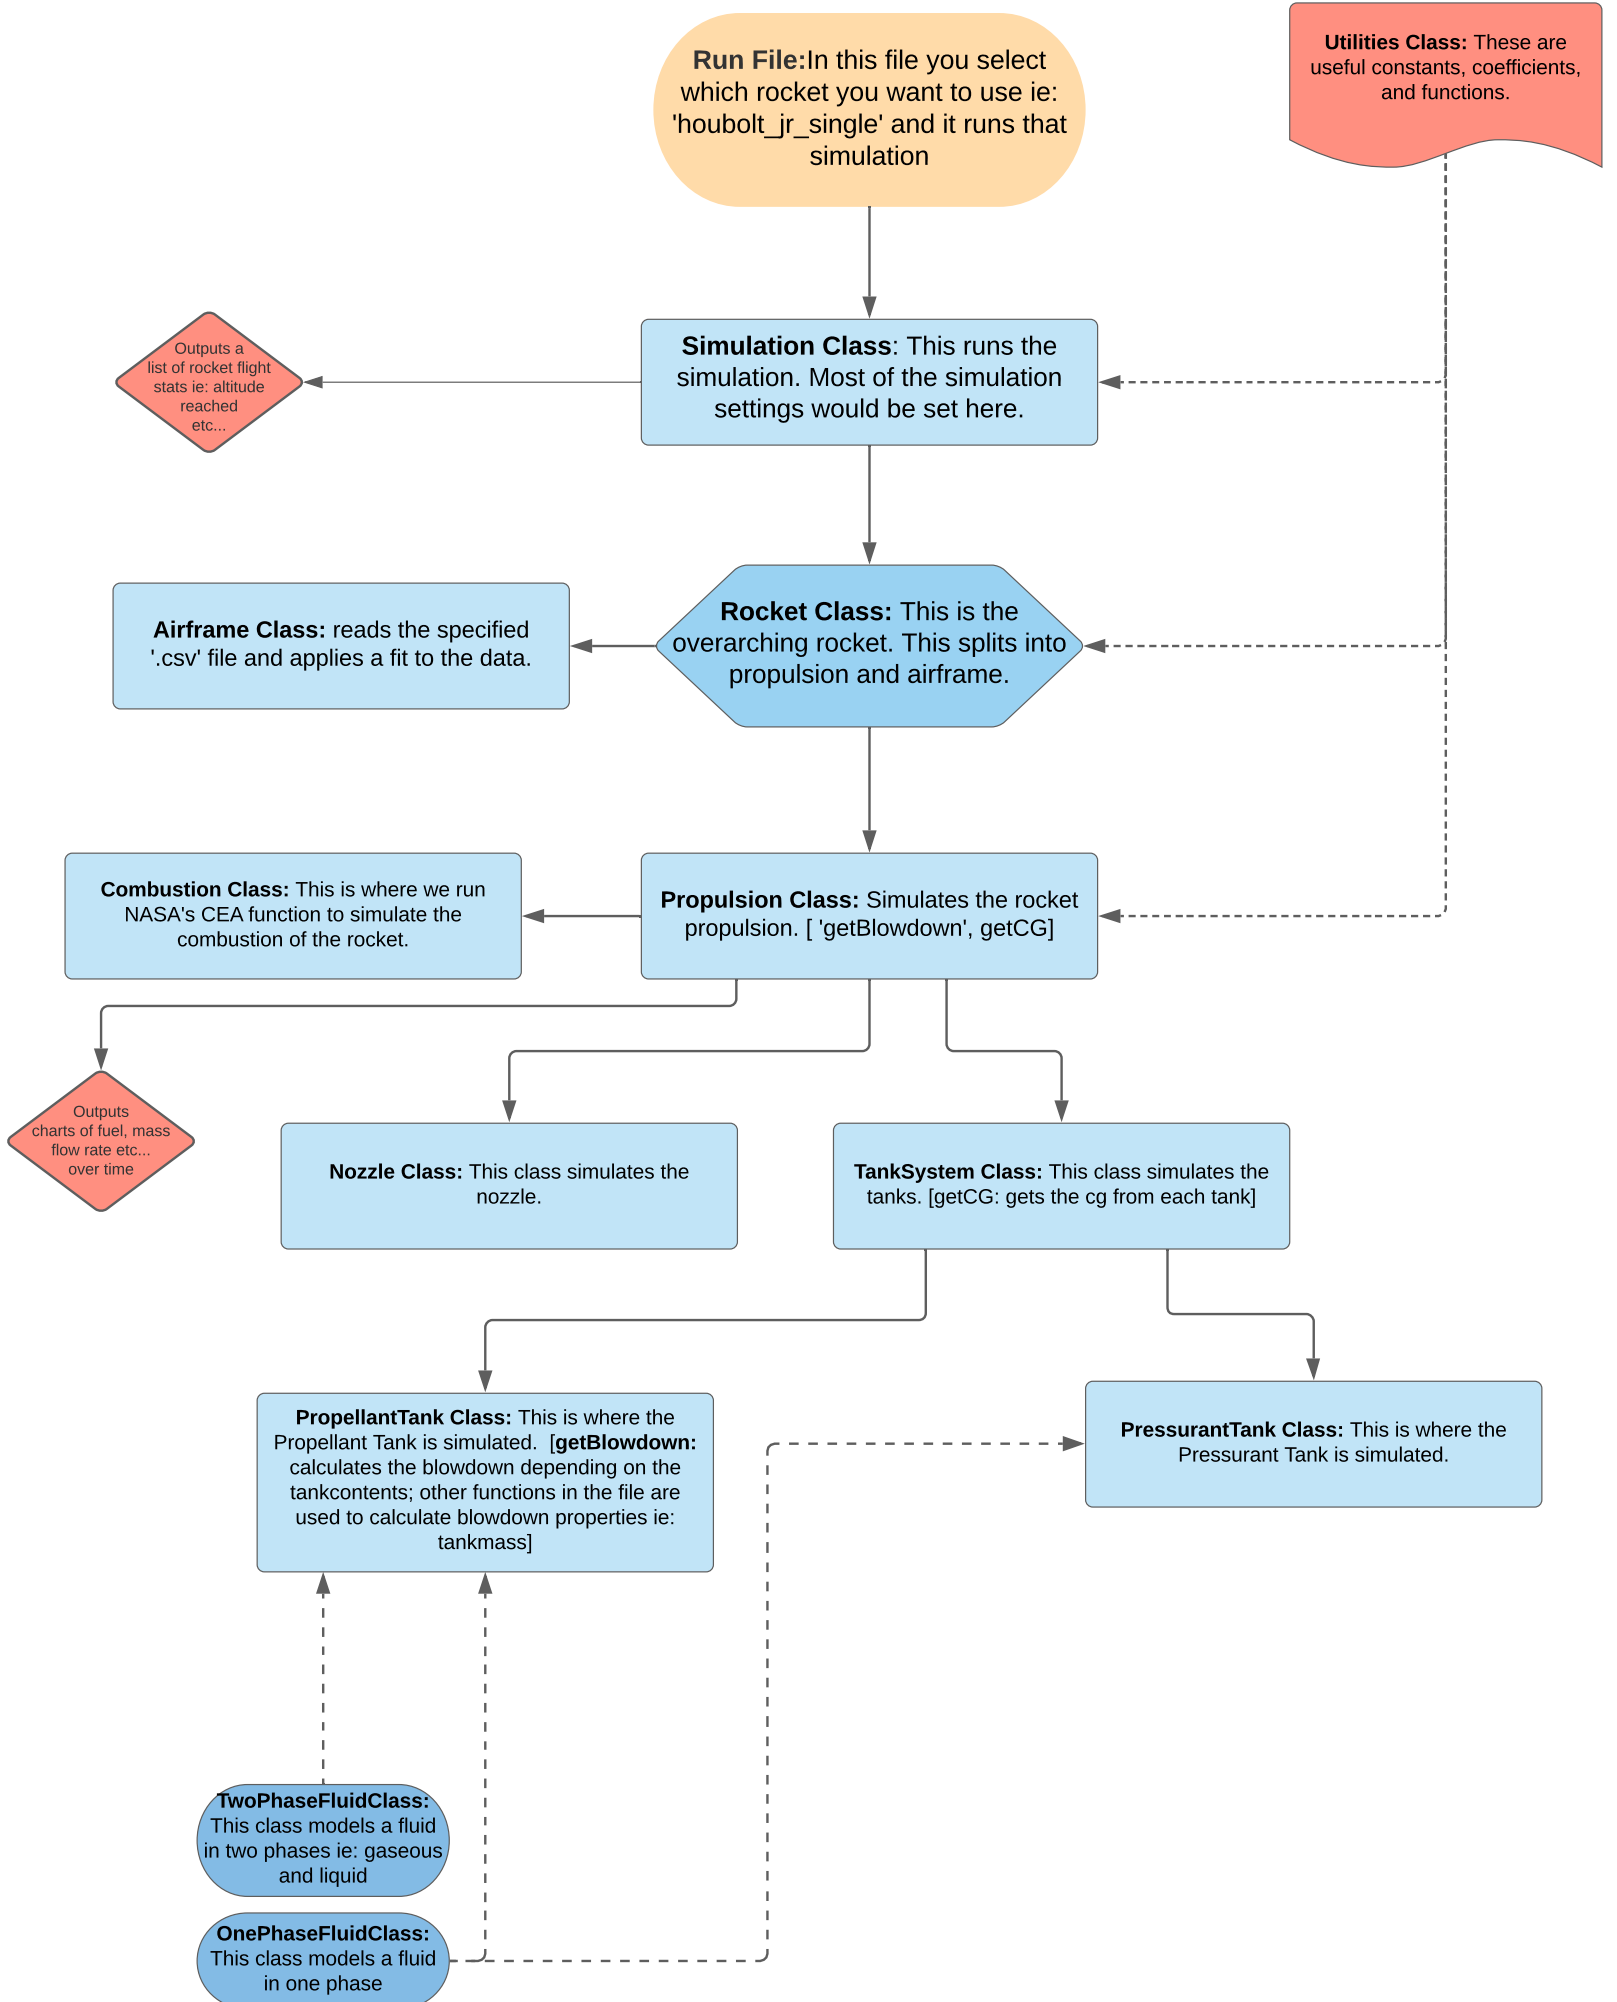 Run File:In this file you select
which rocket you want to use ie:
'houbolt_jr_single' and it runs that
simulation
Utilities Class: These are
useful constants, coefficients,
and functions.
Outputs a
list of rocket flight
stats ie: altitude
reached
etc...
Simulation Class: This runs the
simulation. Most of the simulation
settings would be set here.
Airframe Class: reads the specified
'.csv' file and applies a fit to the data.
Rocket Class: This is the
overarching rocket. This splits into
propulsion and airframe.
Combustion Class: This is where we run
NASA's CEA function to simulate the
combustion of the rocket.
Propulsion Class: Simulates the rocket
propulsion. [ 'getBlowdown', getCG]
Outputs
charts of fuel, mass
flow rate etc...
over time
Nozzle Class: This class simulates the
nozzle.
TankSystem Class: This class simulates the
tanks. [getCG: gets the cg from each tank]
PropellantTank Class: This is where the
Propellant Tank is simulated.  [getBlowdown:
calculates the blowdown depending on the
tankcontents; other functions in the file are
used to calculate blowdown properties ie:
tankmass]
PressurantTank Class: This is where the
Pressurant Tank is simulated.
TwoPhaseFluidClass:
This class models a fluid
in two phases ie: gaseous
and liquid
OnePhaseFluidClass:
This class models a fluid
in one phase